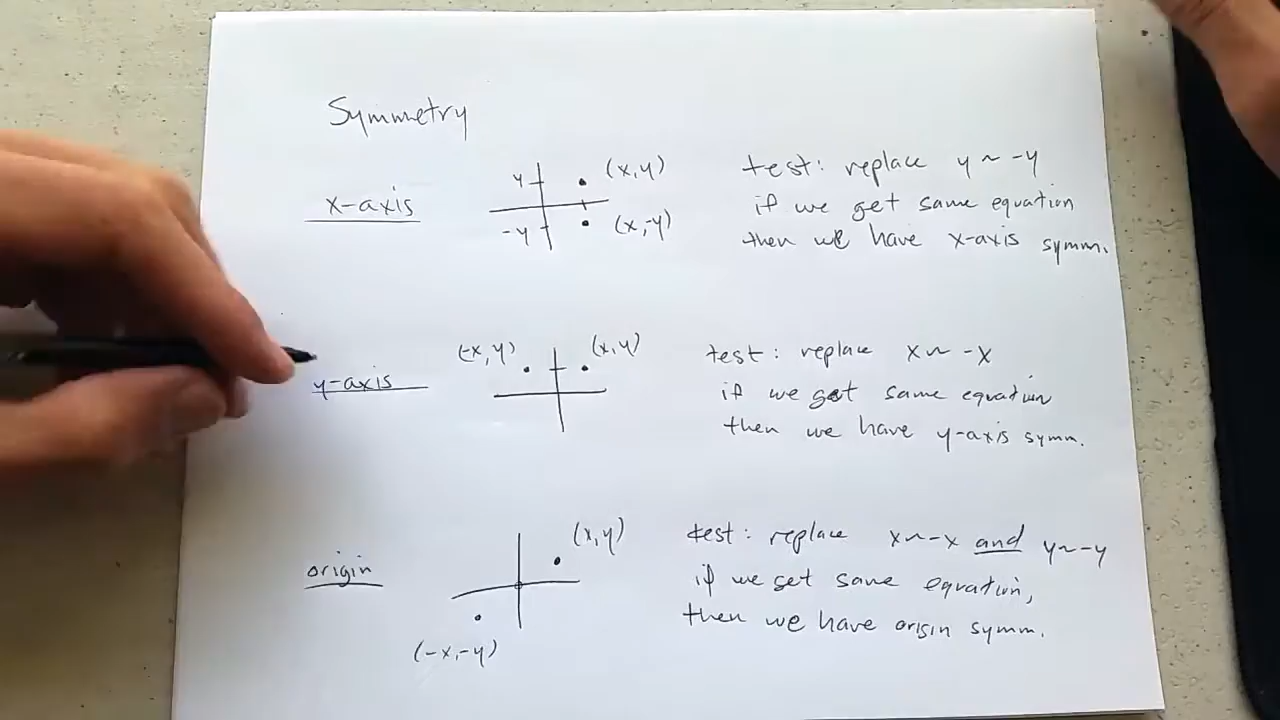 Symmetry
x-axis
y
(x,y)
-y
(x,-y)
test: replace y ~ -y
if we get same equation
then we have x-axis symm.
y-axis
(-x,y)
(x,y)
test: replace x ~ -x
if we get same equation
then we have y-axis symm.
origin
(x,y)
(-x,-y)
test: replace x ~ -x and y ~ -y
if we get same equation,
then we have origin symm.